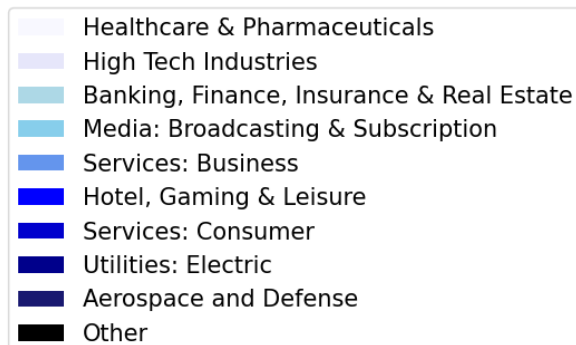 Healthcare & Pharmaceuticals
High Tech Industries
Banking, Finance, Insurance & Real Estate
Media: Broadcasting & Subscription
Services: Business
Hotel, Gaming & Leisure
Services: Consumer
Utilities: Electric
Aerospace and Defense
Other